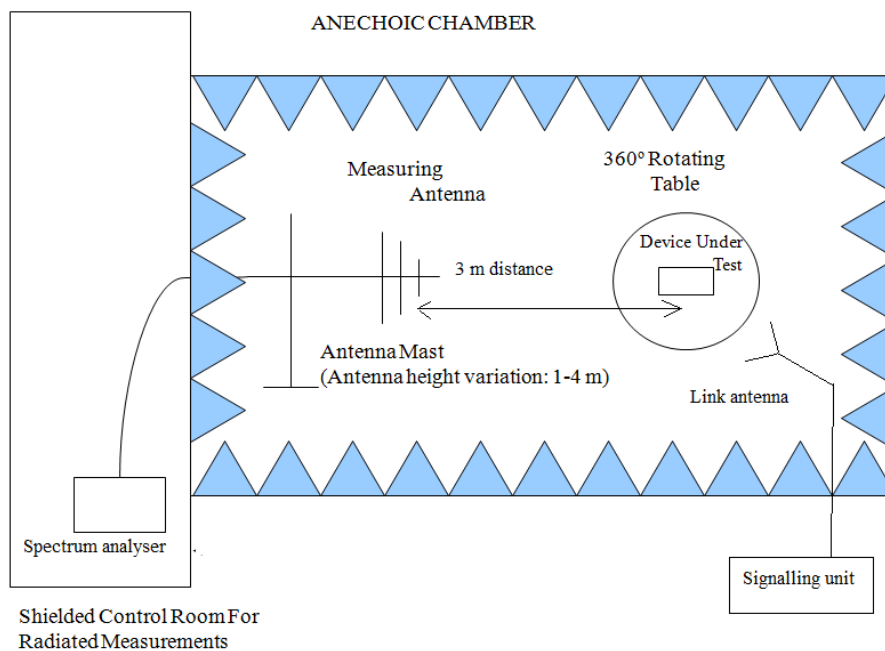 ANECHOIC CHAMBER
Measuring
Antenna
360º Rotating
Table
Device Under
Test
3 m distance
Antenna Mast
(Antenna height variation: 1-4 m)
Link antenna
Spectrum analyser
Signalling unit
Shielded Control Room For
Radiated Measurements